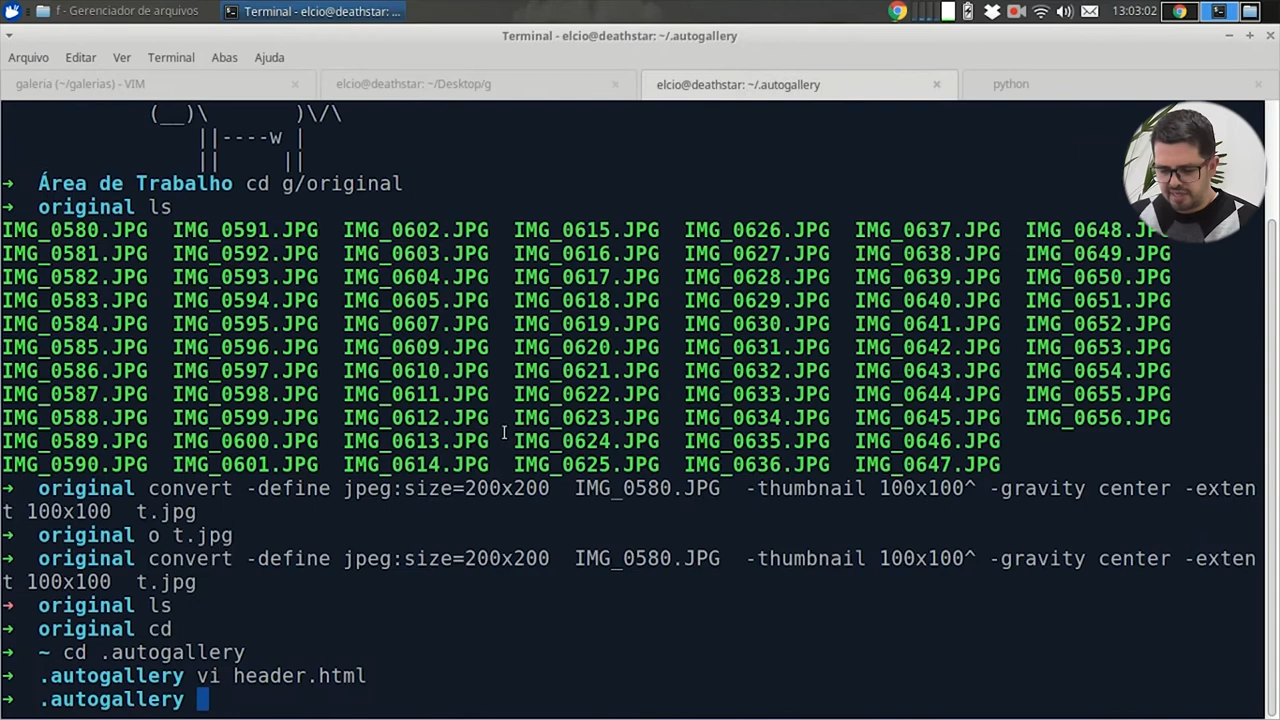 f - Gerenciador de arquivos
Terminal - elcio@deathstar: ...
13:03:02
Terminal - elcio@deathstar: ~/.autogallery
Arquivo Editar Ver Terminal Abas Ajuda
galeria (~/galerias) - VIM
elcio@deathstar: ~/Desktop/g
elcio@deathstar: ~/.autogallery
python
(__)\ )\/\
||----w |
|| ||
➜ Área de Trabalho cd g/original
➜ original ls
IMG_0580.JPG IMG_0591.JPG IMG_0602.JPG IMG_0615.JPG IMG_0626.JPG IMG_0637.JPG IMG_0648.JPG
IMG_0581.JPG IMG_0592.JPG IMG_0603.JPG IMG_0616.JPG IMG_0627.JPG IMG_0638.JPG IMG_0649.JPG
IMG_0582.JPG IMG_0593.JPG IMG_0604.JPG IMG_0617.JPG IMG_0628.JPG IMG_0639.JPG IMG_0650.JPG
IMG_0583.JPG IMG_0594.JPG IMG_0605.JPG IMG_0618.JPG IMG_0629.JPG IMG_0640.JPG IMG_0651.JPG
IMG_0584.JPG IMG_0595.JPG IMG_0607.JPG IMG_0619.JPG IMG_0630.JPG IMG_0641.JPG IMG_0652.JPG
IMG_0585.JPG IMG_0596.JPG IMG_0609.JPG IMG_0620.JPG IMG_0631.JPG IMG_0642.JPG IMG_0653.JPG
IMG_0586.JPG IMG_0597.JPG IMG_0610.JPG IMG_0621.JPG IMG_0632.JPG IMG_0643.JPG IMG_0654.JPG
IMG_0587.JPG IMG_0598.JPG IMG_0611.JPG IMG_0622.JPG IMG_0633.JPG IMG_0644.JPG IMG_0655.JPG
IMG_0588.JPG IMG_0599.JPG IMG_0612.JPG IMG_0623.JPG IMG_0634.JPG IMG_0645.JPG IMG_0656.JPG
IMG_0589.JPG IMG_0600.JPG IMG_0613.JPG IMG_0624.JPG IMG_0635.JPG IMG_0646.JPG
IMG_0590.JPG IMG_0601.JPG IMG_0614.JPG IMG_0625.JPG IMG_0636.JPG IMG_0647.JPG
➜ original convert -define jpeg:size=200x200 IMG_0580.JPG -thumbnail 100x100^ -gravity center -exten
t 100x100 t.jpg
➜ original o t.jpg
➜ original convert -define jpeg:size=200x200 IMG_0580.JPG -thumbnail 100x100^ -gravity center -exten
t 100x100 t.jpg
➜ original ls
➜ original cd
➜ ~ cd .autogallery
➜ .autogallery vi header.html
➜ .autogallery